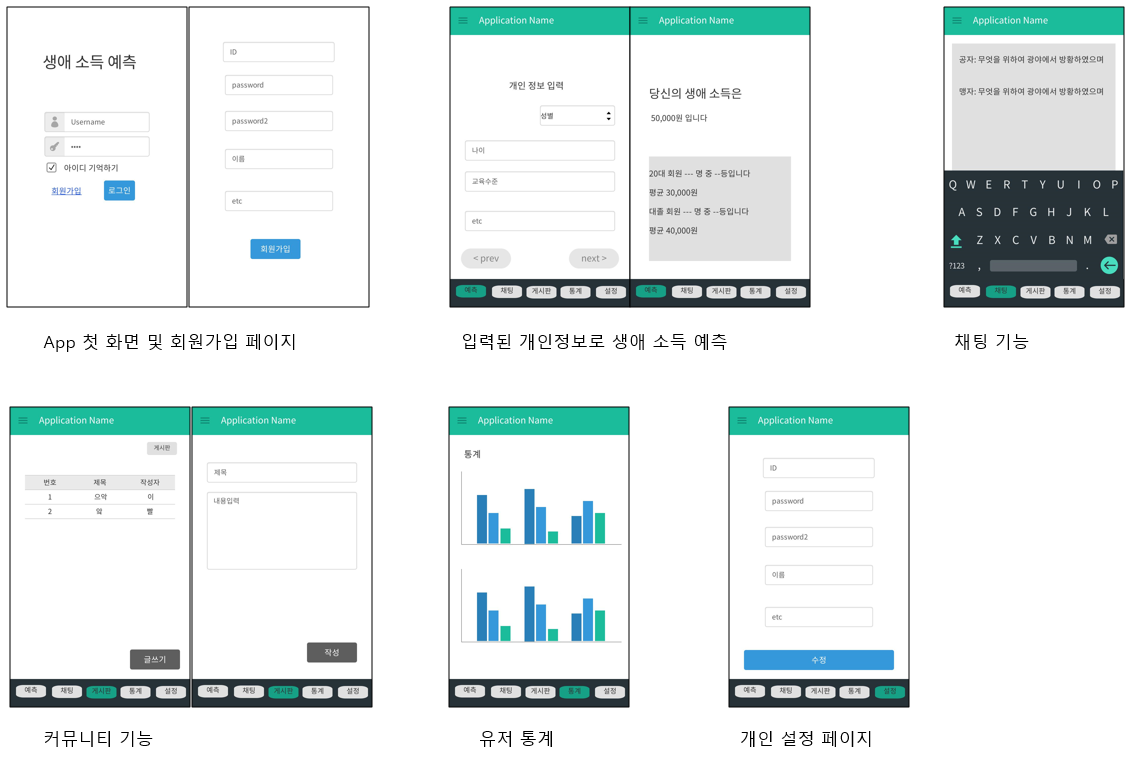 생애 소득 예측
Username
••••
아이디 기억하기
회원가입
로그인
ID
password
password2
이름
etc
회원가입
App 첫 화면 및 회원가입 페이지
Application Name
개인 정보 입력
성별
나이
교육수준
etc
< prev
next >
예측 채팅 게시판 통계 설정
Application Name
당신의 생애 소득은
50,000원 입니다
20대 회원 --- 명 중 --등입니다
평균 30,000원
대졸 회원 --- 명 중 --등입니다
평균 40,000원
예측 채팅 게시판 통계 설정
입력된 개인정보로 생애 소득 예측
Application Name
공자: 무엇을 위하여 광야에서 방황하였으며
맹자: 무엇을 위하여 광야에서 방황하였으며
Q W E R T Y U I O P
A S D F G H J K L
Z X C V B N M
?123 , .
예측 채팅 게시판 통계 설정
채팅 기능
Application Name
게시판
번호 제목 작성자
1 으악 이
2 앜 빨
글쓰기
예측 채팅 게시판 통계 설정
Application Name
제목
내용입력
작성
예측 채팅 게시판 통계 설정
커뮤니티 기능
Application Name
통계
예측 채팅 게시판 통계 설정
유저 통계
Application Name
ID
password
password2
이름
etc
수정
예측 채팅 게시판 통계 설정
개인 설정 페이지